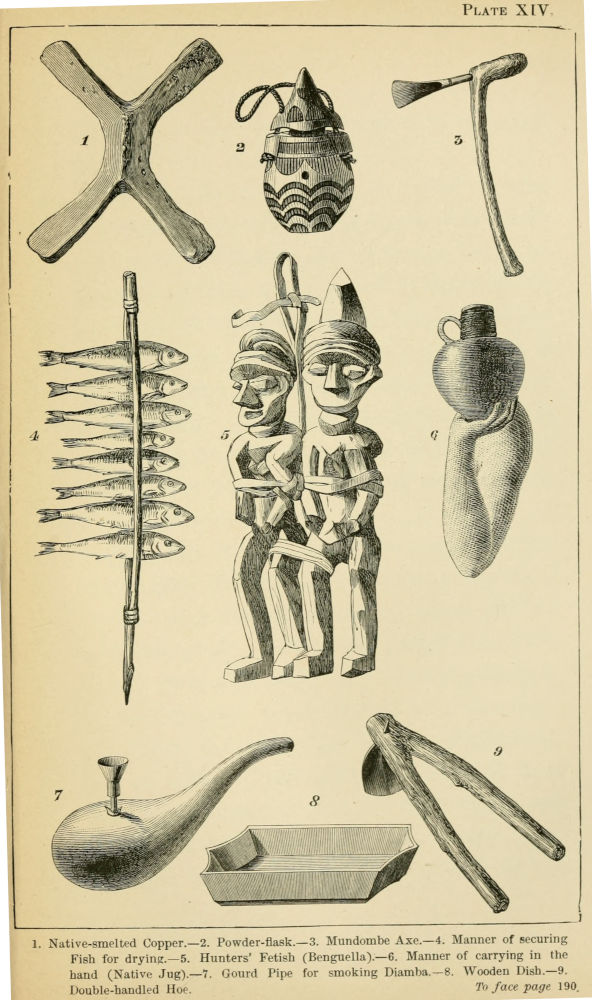 PLATE XIV.
1
2
3
4
5
6
7
8
9
1. Native-smelted Copper.—2. Powder-flask.—3. Mundombe Axe.—4. Manner of securing
Fish for drying.—5. Hunters' Fetish (Benguella).—6. Manner of carrying in the
hand (Native Jug).—7. Gourd Pipe for smoking Diamba.—8. Wooden Dish.—9.
Double-handled Hoe.
To face page 190.